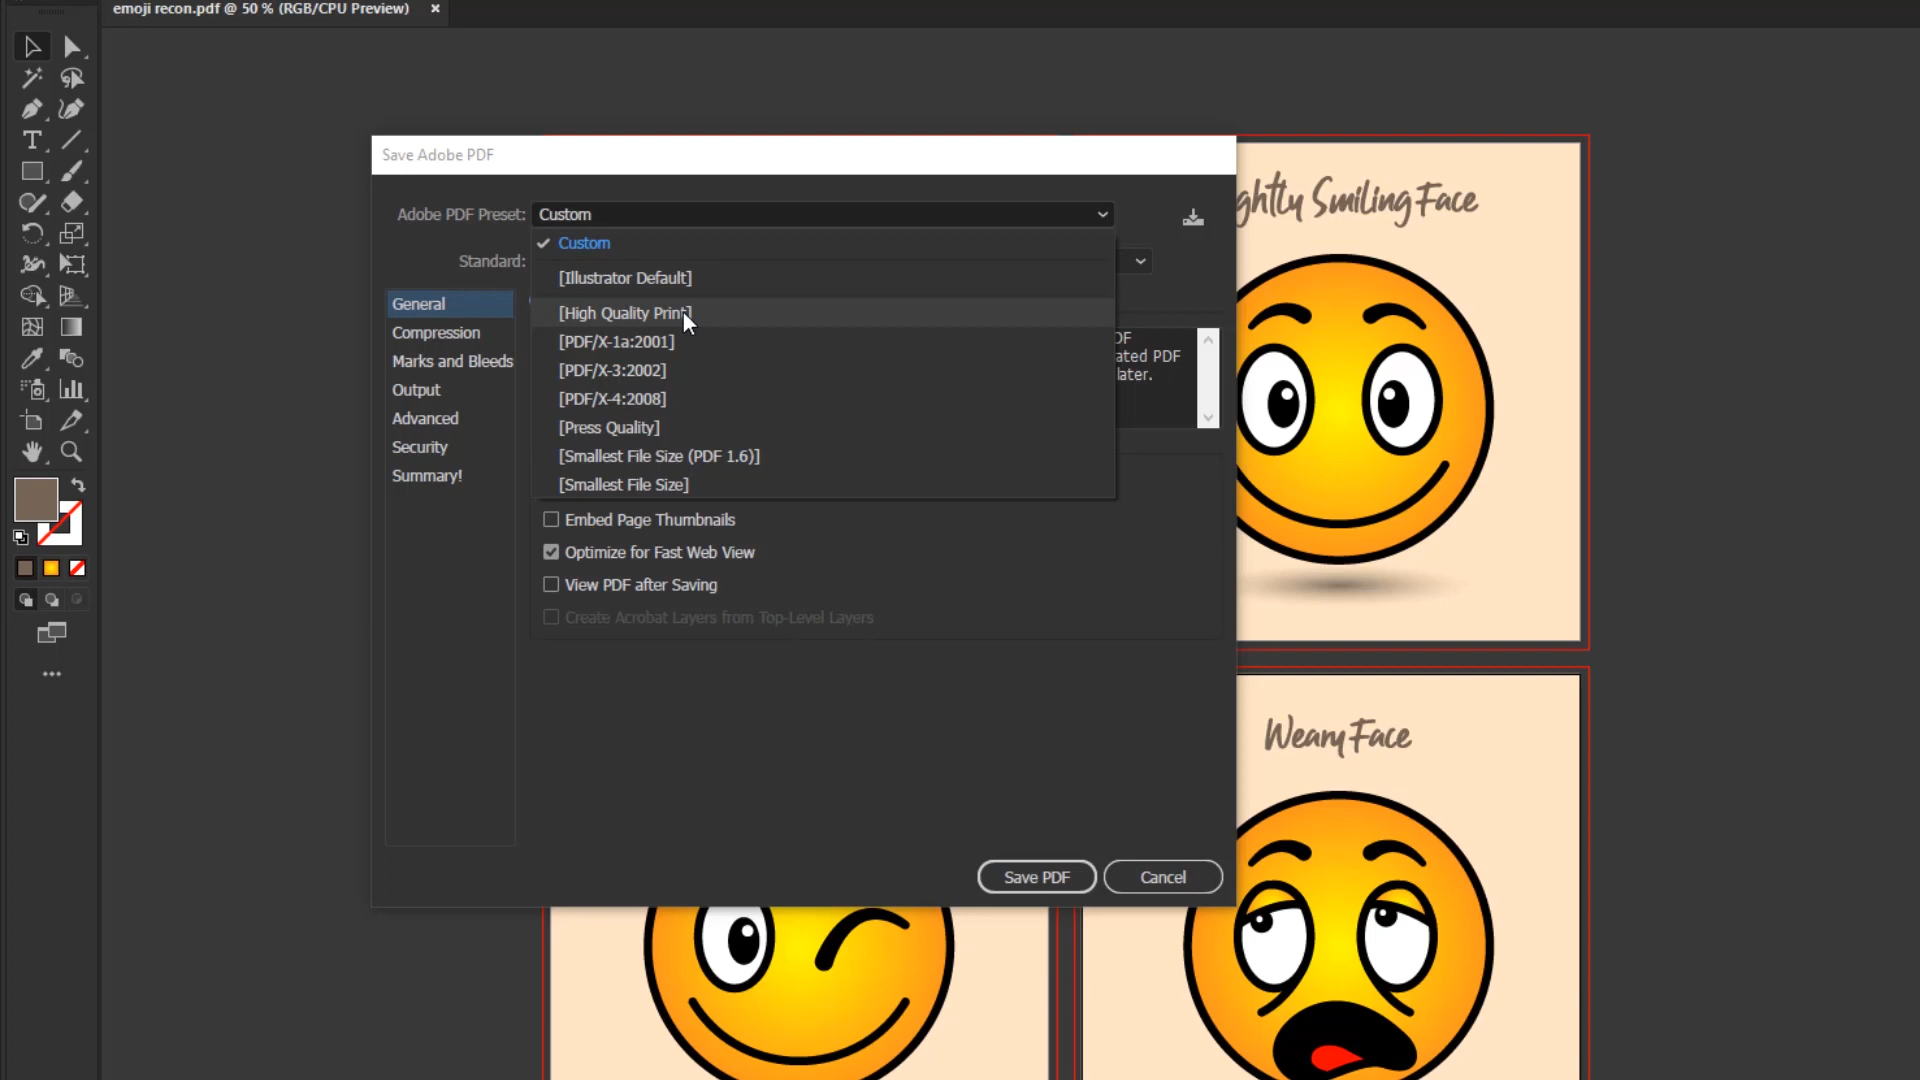 emoji recon.pdf @ 50 % (RGB/CPU Preview) ×
Save Adobe PDF
Adobe PDF Preset: Custom
Custom
Standard:
[Illustrator Default]
[High Quality Print]
[PDF/X-1a:2001]
[PDF/X-3:2002]
[PDF/X-4:2008]
[Press Quality]
[Smallest File Size (PDF 1.6)]
[Smallest File Size]
General
Compression
Marks and Bleeds
Output
Advanced
Security
Summary!
DF
ated PDF
later.
Embed Page Thumbnails
Optimize for Fast Web View
View PDF after Saving
Create Acrobat Layers from Top-Level Layers
Save PDF
Cancel
ghtly Smiling Face
Weary Face